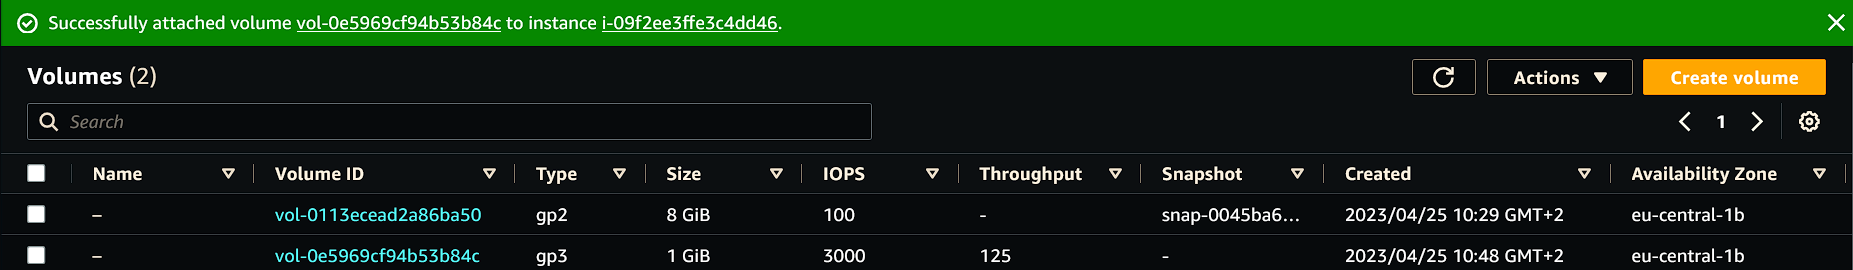 Successfully attached volume vol-0e5969cf94b53b84c to instance i-09f2ee3ffe3c4dd46.
Volumes (2)
Actions
Create volume
Search
1
Name Volume ID Type Size IOPS Throughput Snapshot Created Availability Zone
– vol-0113ecead2a86ba50 gp2 8 GiB 100 - snap-0045ba6... 2023/04/25 10:29 GMT+2 eu-central-1b
– vol-0e5969cf94b53b84c gp3 1 GiB 3000 125 - 2023/04/25 10:48 GMT+2 eu-central-1b